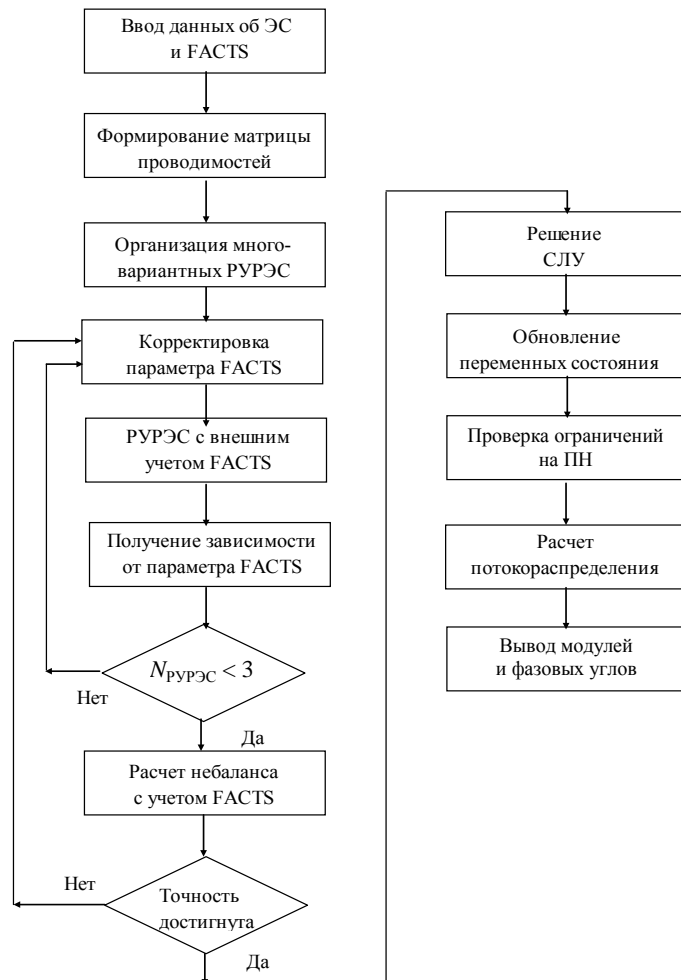 Ввод данных об ЭС
и FACTS
Формирование матрицы
проводимостей
Организация много-
вариантных РУРЭС
Корректировка
параметра FACTS
РУРЭС с внешним
учетом FACTS
Получение зависимости
от параметра FACTS
N РУРЭС < 3
Нет
Да
Расчет небаланса
с учетом FACTS
Нет
Точность
достигнута
Да
Решение
СЛУ
Обновление
переменных состояния
Проверка ограничений
на ПН
Расчет
потокораспределения
Вывод модулей
и фазовых углов